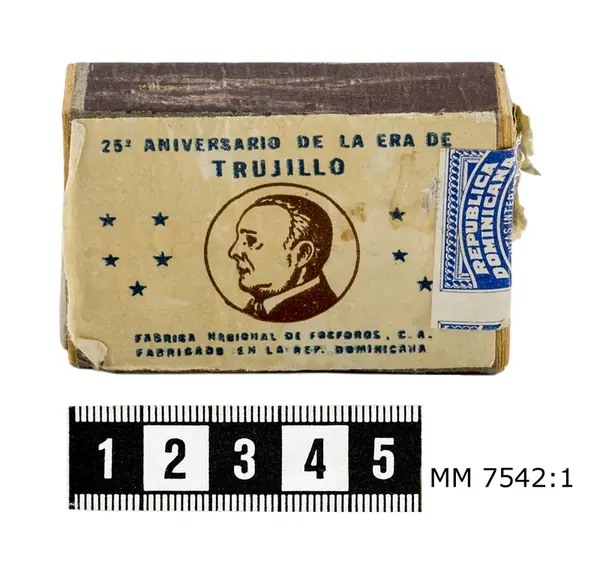 25º ANIVERSARIO DE LA ERA DE
TRUJILLO
REPUBLICA
DOMINICANA
FABRICA NACIONAL DE FOSFOROS, C. A.
FABRICADO EN LA REP. DOMINICANA
1 2 3 4 5
MM 7542:1